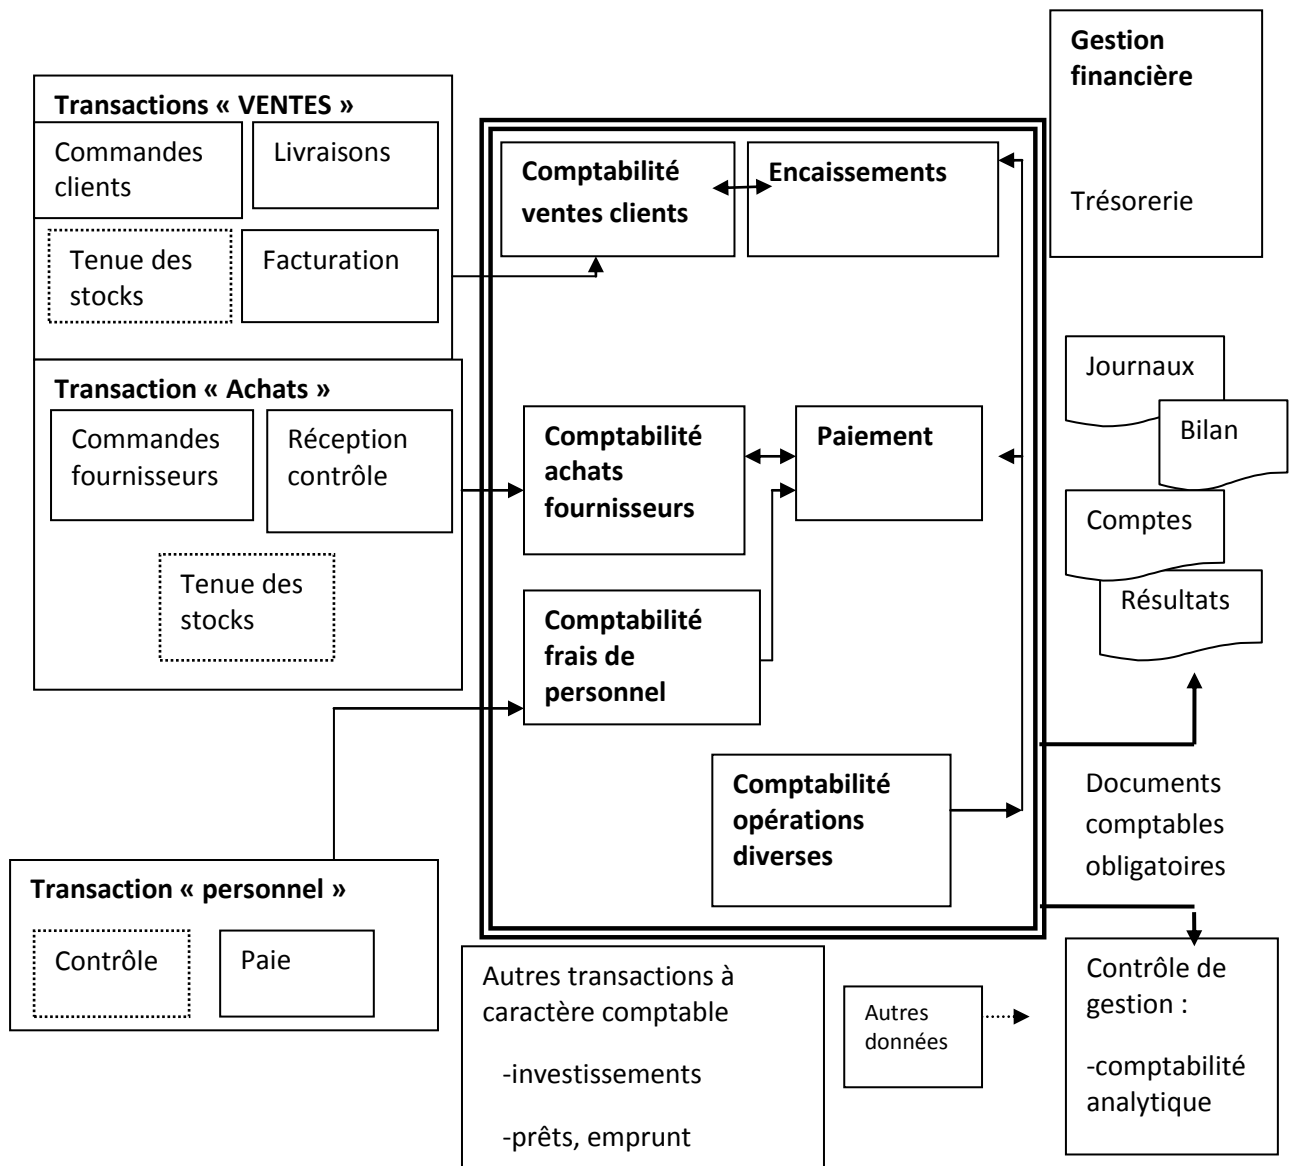 Gestion
financière
Trésorerie
Transactions « VENTES »
Commandes
clients
Livraisons
Tenue des
stocks
Facturation
Comptabilité
ventes clients
Encaissements
Transaction « Achats »
Commandes
fournisseurs
Réception
contrôle
Tenue des
stocks
Comptabilité
achats
fournisseurs
Paiement
Comptabilité
frais de
personnel
Comptabilité
opérations
diverses
Journaux
Bilan
Comptes
Résultats
Documents
comptables
obligatoires
Transaction « personnel »
Contrôle
Paie
Autres transactions à
caractère comptable
-investissements
-prêts, emprunt
Autres
données
Contrôle de
gestion :
-comptabilité
analytique